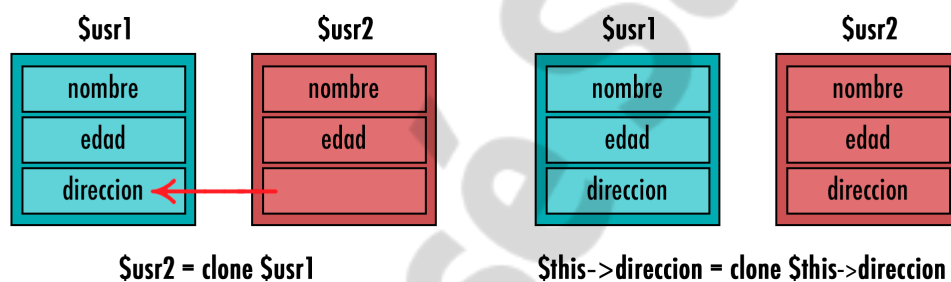 $usr1
$usr2
$usr1
$usr2
nombre
nombre
nombre
nombre
edad
edad
edad
edad
direccion
direccion
direccion
$usr2 = clone $usr1
$this->direccion = clone $this->direccion